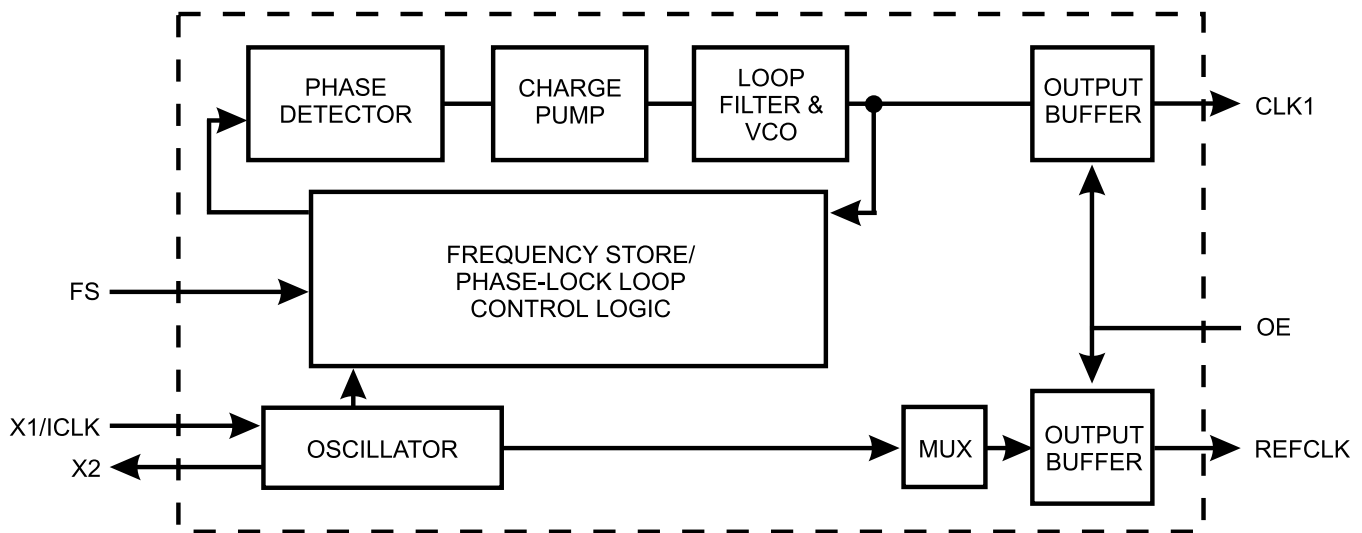 PHASE
DETECTOR
CHARGE
PUMP
LOOP
FILTER &
VCO
OUTPUT
BUFFER
CLK1
FREQUENCY STORE/
PHASE-LOCK LOOP
CONTROL LOGIC
FS
OE
X1/ICLK
X2
OSCILLATOR
MUX
OUTPUT
BUFFER
REFCLK